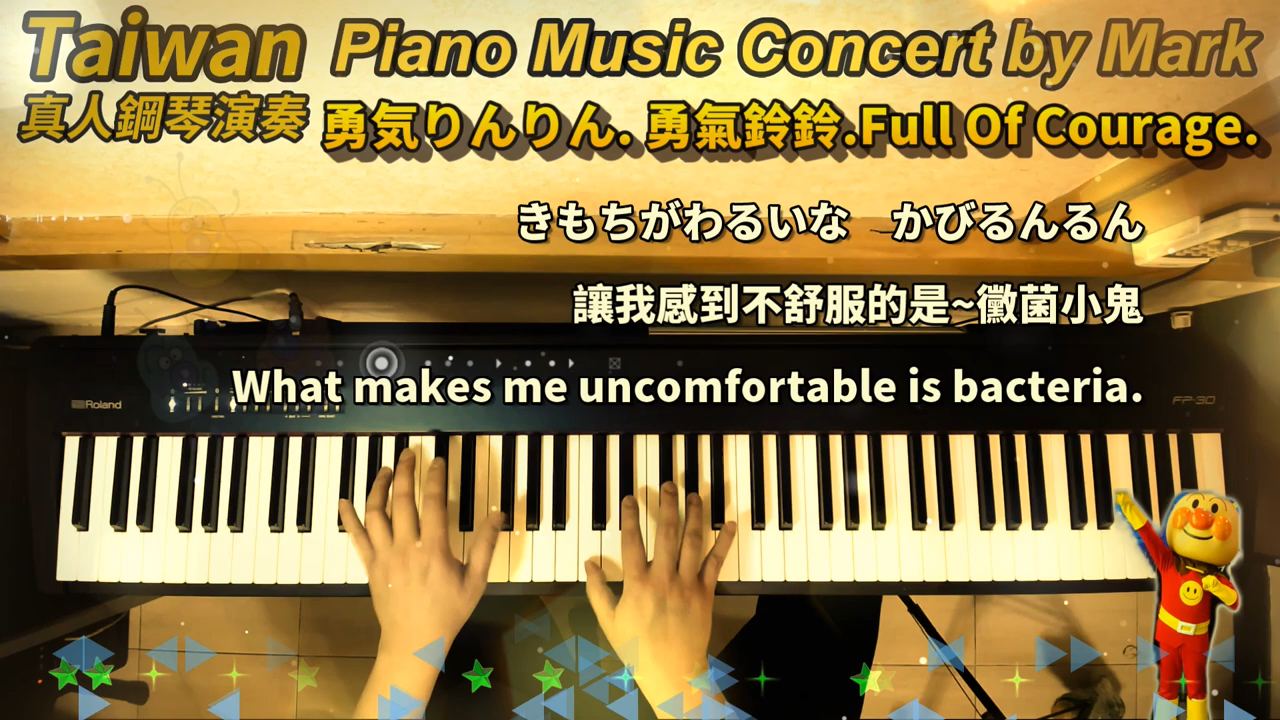 Taiwan Piano Music Concert by Mark
真人鋼琴演奏 勇気りんりん. 勇氣鈴鈴.Full Of Courage.
きもちがわるいな　かびるんるん
讓我感到不舒服的是~黴菌小鬼
What makes me uncomfortable is bacteria.
Roland
FP-30